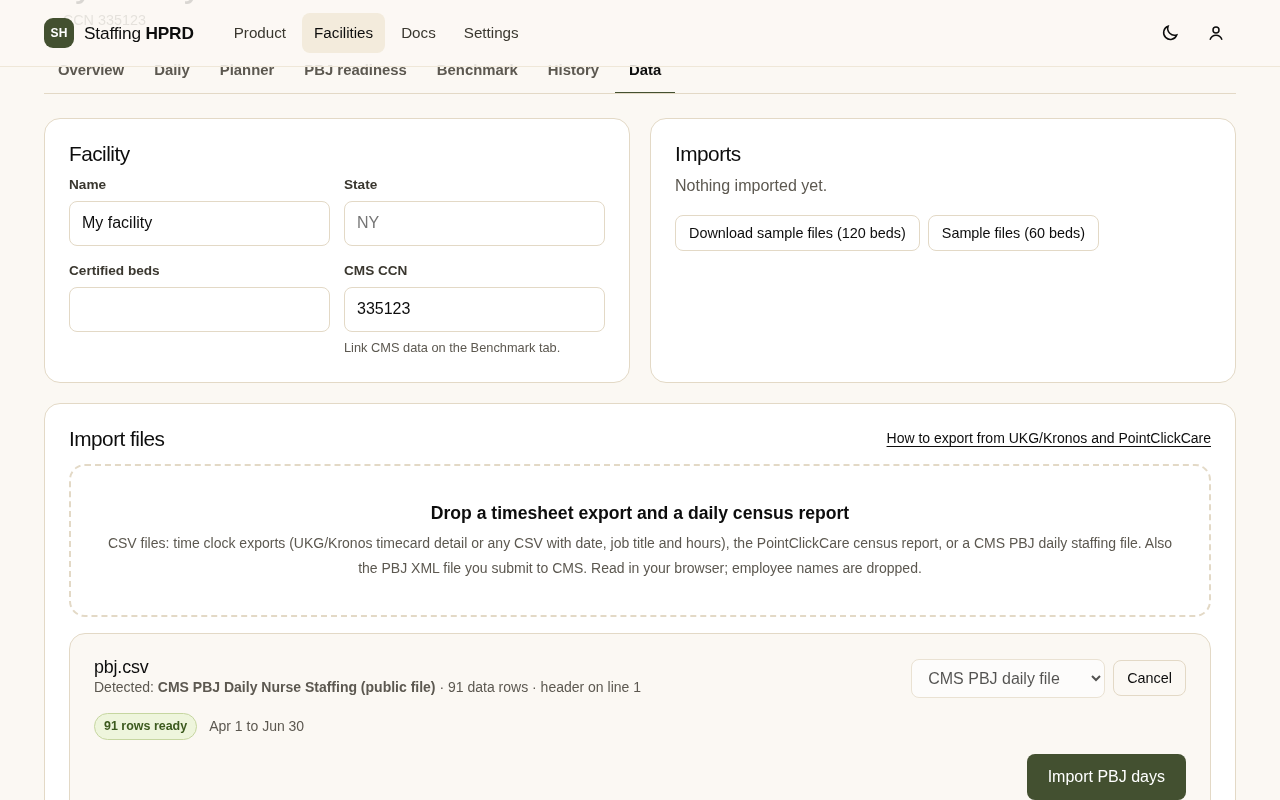 CCN 335123
SH Staffing HPRD Product Facilities Docs Settings
Overview Daily Planner PBJ readiness Benchmark History Data
Facility
Name State
My facility NY
Certified beds CMS CCN
335123
Link CMS data on the Benchmark tab.
Imports
Nothing imported yet.
Download sample files (120 beds) Sample files (60 beds)
Import files How to export from UKG/Kronos and PointClickCare
Drop a timesheet export and a daily census report
CSV files: time clock exports (UKG/Kronos timecard detail or any CSV with date, job title and hours), the PointClickCare census report, or a CMS PBJ daily staffing file. Also
the PBJ XML file you submit to CMS. Read in your browser; employee names are dropped.
pbj.csv
Detected: CMS PBJ Daily Nurse Staffing (public file) · 91 data rows · header on line 1
CMS PBJ daily file Cancel
91 rows ready Apr 1 to Jun 30
Import PBJ days